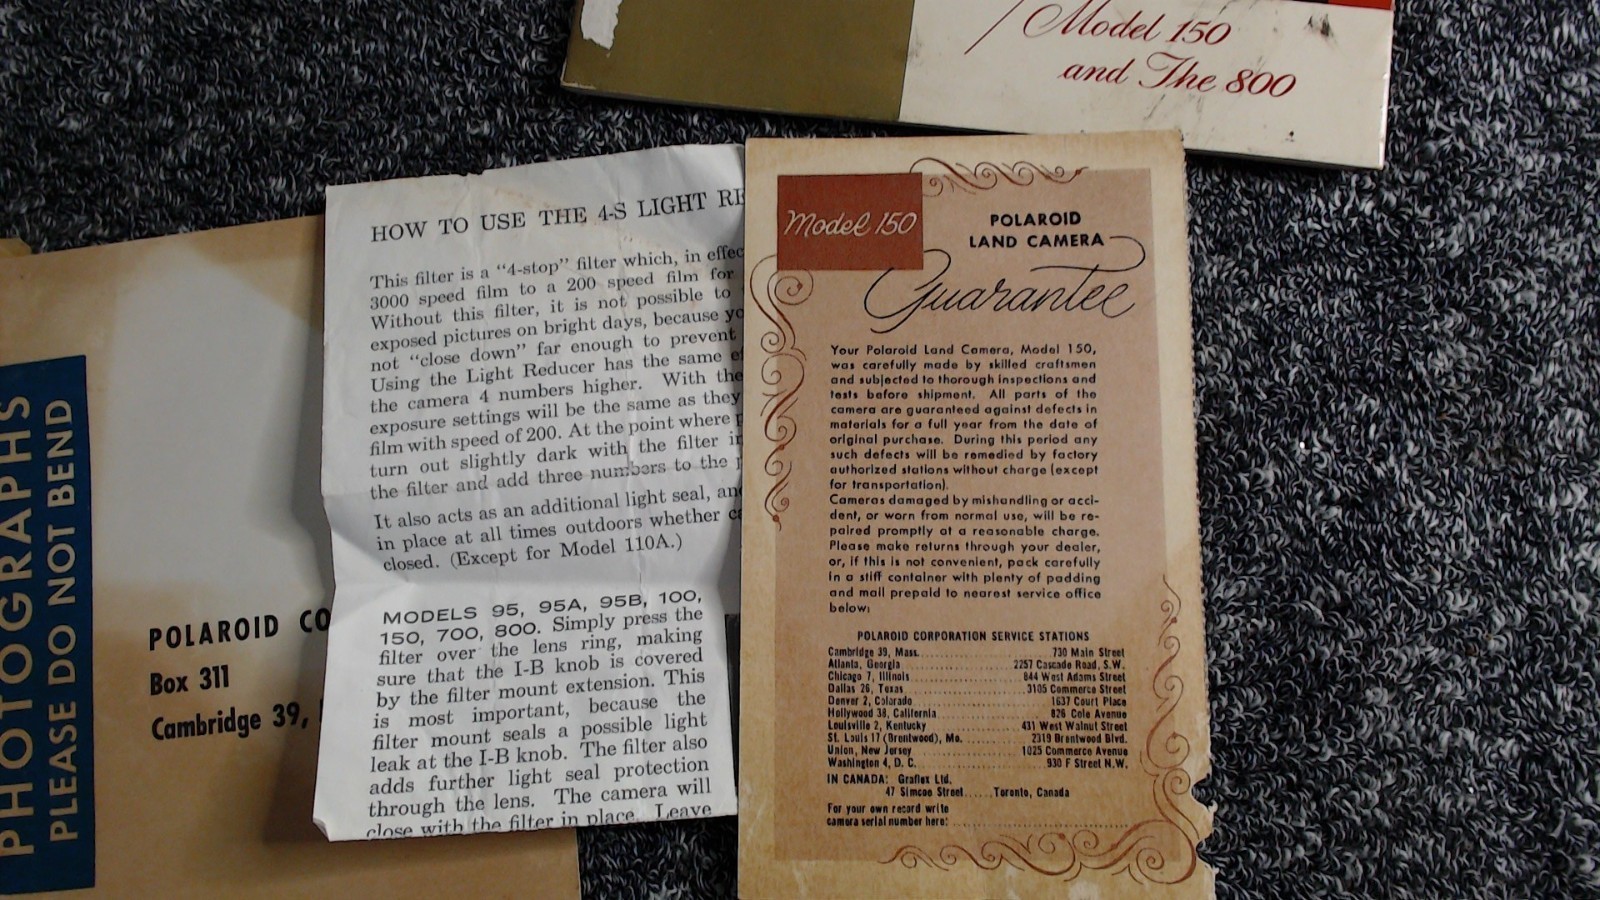 Model 150
and The 800
PHOTOGRAPHS
PLEASE DO NOT BEND
POLAROID CO
Box 311
Cambridge 39,
HOW TO USE THE 4-S LIGHT RE
This filter is a "4-stop" filter which, in effec
3000 speed film to a 200 speed film for
Without this filter, it is not possible to
exposed pictures on bright days, because yo
not "close down" far enough to prevent
Using the Light Reducer has the same ef
the camera 4 numbers higher. With the
exposure settings will be the same as they
film with speed of 200. At the point where p
turn out slightly dark with the filter in
the filter and add three numbers to the p
It also acts as an additional light seal, and
in place at all times outdoors whether ca
closed. (Except for Model 110A.)
MODELS 95, 95A, 95B, 100,
150, 700, 800. Simply press the
filter over the lens ring, making
sure that the I-B knob is covered
by the filter mount extension. This
is most important, because the
filter mount seals a possible light
leak at the I-B knob. The filter also
adds further light seal protection
through the lens. The camera will
close with the filter in place. Leave
Model 150
POLAROID
LAND CAMERA
Guarantee
Your Polaroid Land Camera, Model 150,
was carefully made by skilled craftsmen
and subjected to thorough inspections and
tests before shipment. All parts of the
camera are guaranteed against defects in
materials for a full year from the date of
original purchase. During this period any
such defects will be remedied by factory
authorized stations without charge (except
for transportation).
Cameras damaged by mishandling or acci-
dent, or worn from normal use, will be re-
paired promptly at a reasonable charge.
Please make returns through your dealer,
or, if this is not convenient, pack carefully
in a stiff container with plenty of padding
and mail prepaid to nearest service office
below:
POLAROID CORPORATION SERVICE STATIONS
Cambridge 39, Mass. 730 Main Street
Atlanta, Georgia 2257 Cascade Road, S.W.
Chicago 7, Illinois 844 West Adams Street
Dallas 26, Texas 3105 Commerce Street
Denver 2, Colorado 1637 Court Place
Hollywood 38, California 826 Cole Avenue
Louisville 2, Kentucky 431 West Walnut Street
St. Louis 17 (Brentwood), Mo. 2319 Brentwood Blvd.
Union, New Jersey 1025 Commerce Avenue
Washington 4, D. C. 930 F Street N.W.
IN CANADA: Graflex Ltd.
47 Simcoe Street......Toronto, Canada
For your own record write
camera serial number here: